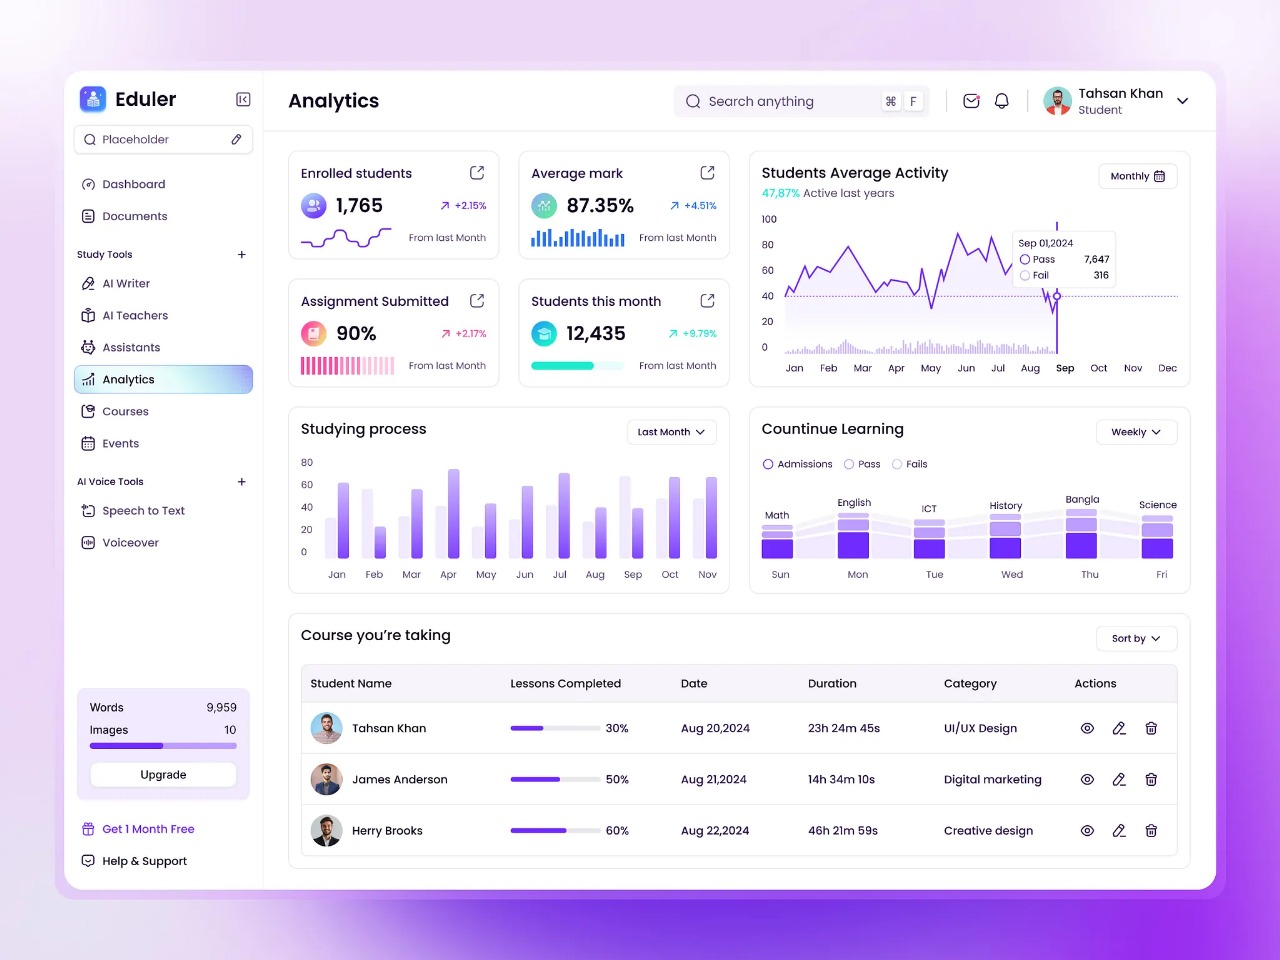 Eduler
Placeholder
Dashboard
Documents
Study Tools +
AI Writer
AI Teachers
Assistants
Analytics
Courses
Events
AI Voice Tools +
Speech to Text
Voiceover
Words 9,959
Images 10
Upgrade
Get 1 Month Free
Help & Support
Analytics
Search anything ⌘ F
Tahsan Khan
Student
Enrolled students
1,765 +2.15%
From last Month
Average mark
87.35% +4.51%
From last Month
Assignment Submitted
90% +2.17%
From last Month
Students this month
12,435 +9.79%
From last Month
Students Average Activity
47,87% Active last years
Monthly
100
80
60
40
20
0
Sep 01,2024
Pass 7,647
Fail 316
Jan Feb Mar Apr May Jun Jul Aug Sep Oct Nov Dec
Studying process
Last Month
80
60
40
20
0
Jan Feb Mar Apr May Jun Jul Aug Sep Oct Nov
Countinue Learning
Weekly
Admissions Pass Fails
Math English ICT History Bangla Science
Sun Mon Tue Wed Thu Fri
Course you're taking
Sort by
Student Name Lessons Completed Date Duration Category Actions
Tahsan Khan 30% Aug 20,2024 23h 24m 45s UI/UX Design
James Anderson 50% Aug 21,2024 14h 34m 10s Digital marketing
Herry Brooks 60% Aug 22,2024 46h 21m 59s Creative design